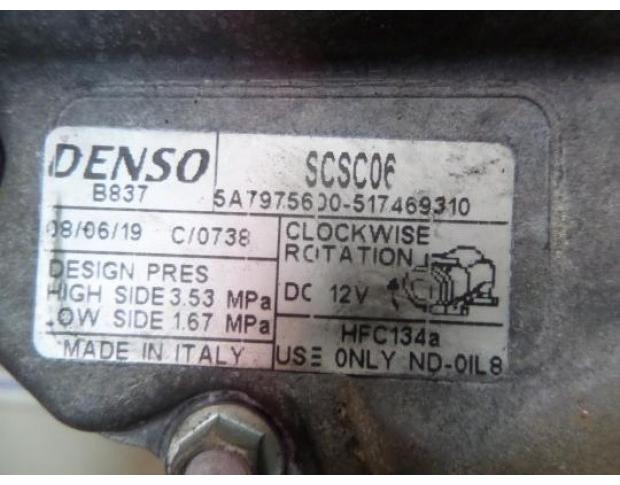 DENSO
B837
SCSC06
5A7975600-517469310
08/06/19 C/0738
CLOCKWISE
ROTATION
DESIGN PRES
HIGH SIDE 3.53 MPa
LOW SIDE 1.67 MPa
DC 12V
MADE IN ITALY
HFC134a
USE ONLY ND-OIL8